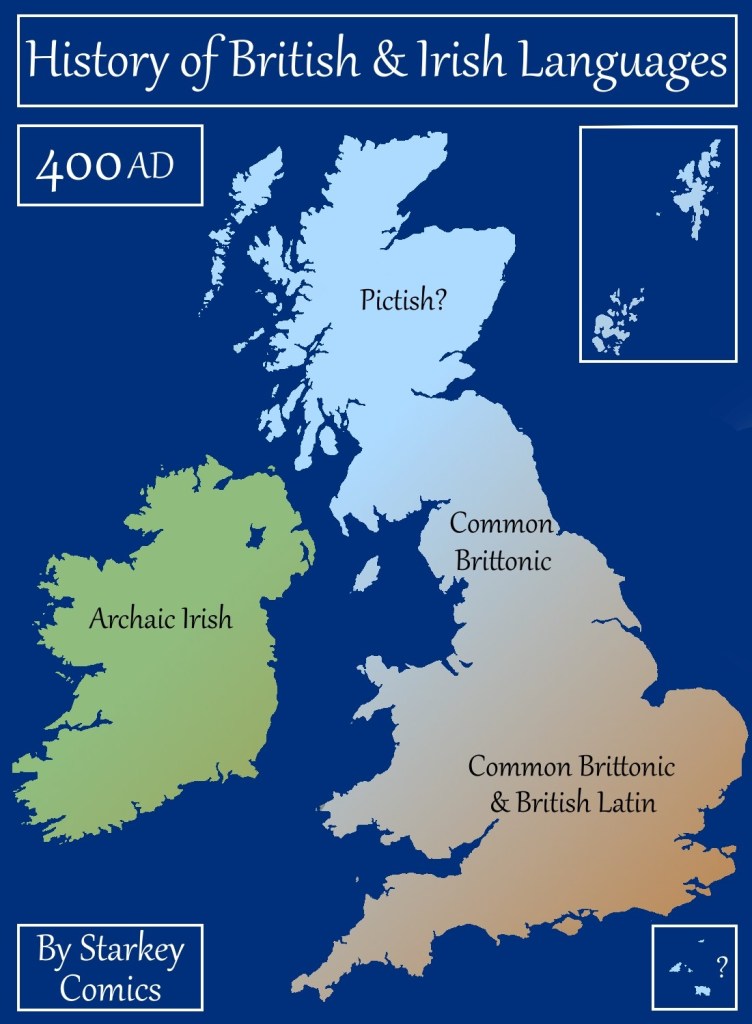 History of British & Irish Languages
400 AD
Pictish?
Common
Brittonic
Archaic Irish
Common Brittonic
& British Latin
By Starkey
Comics
?